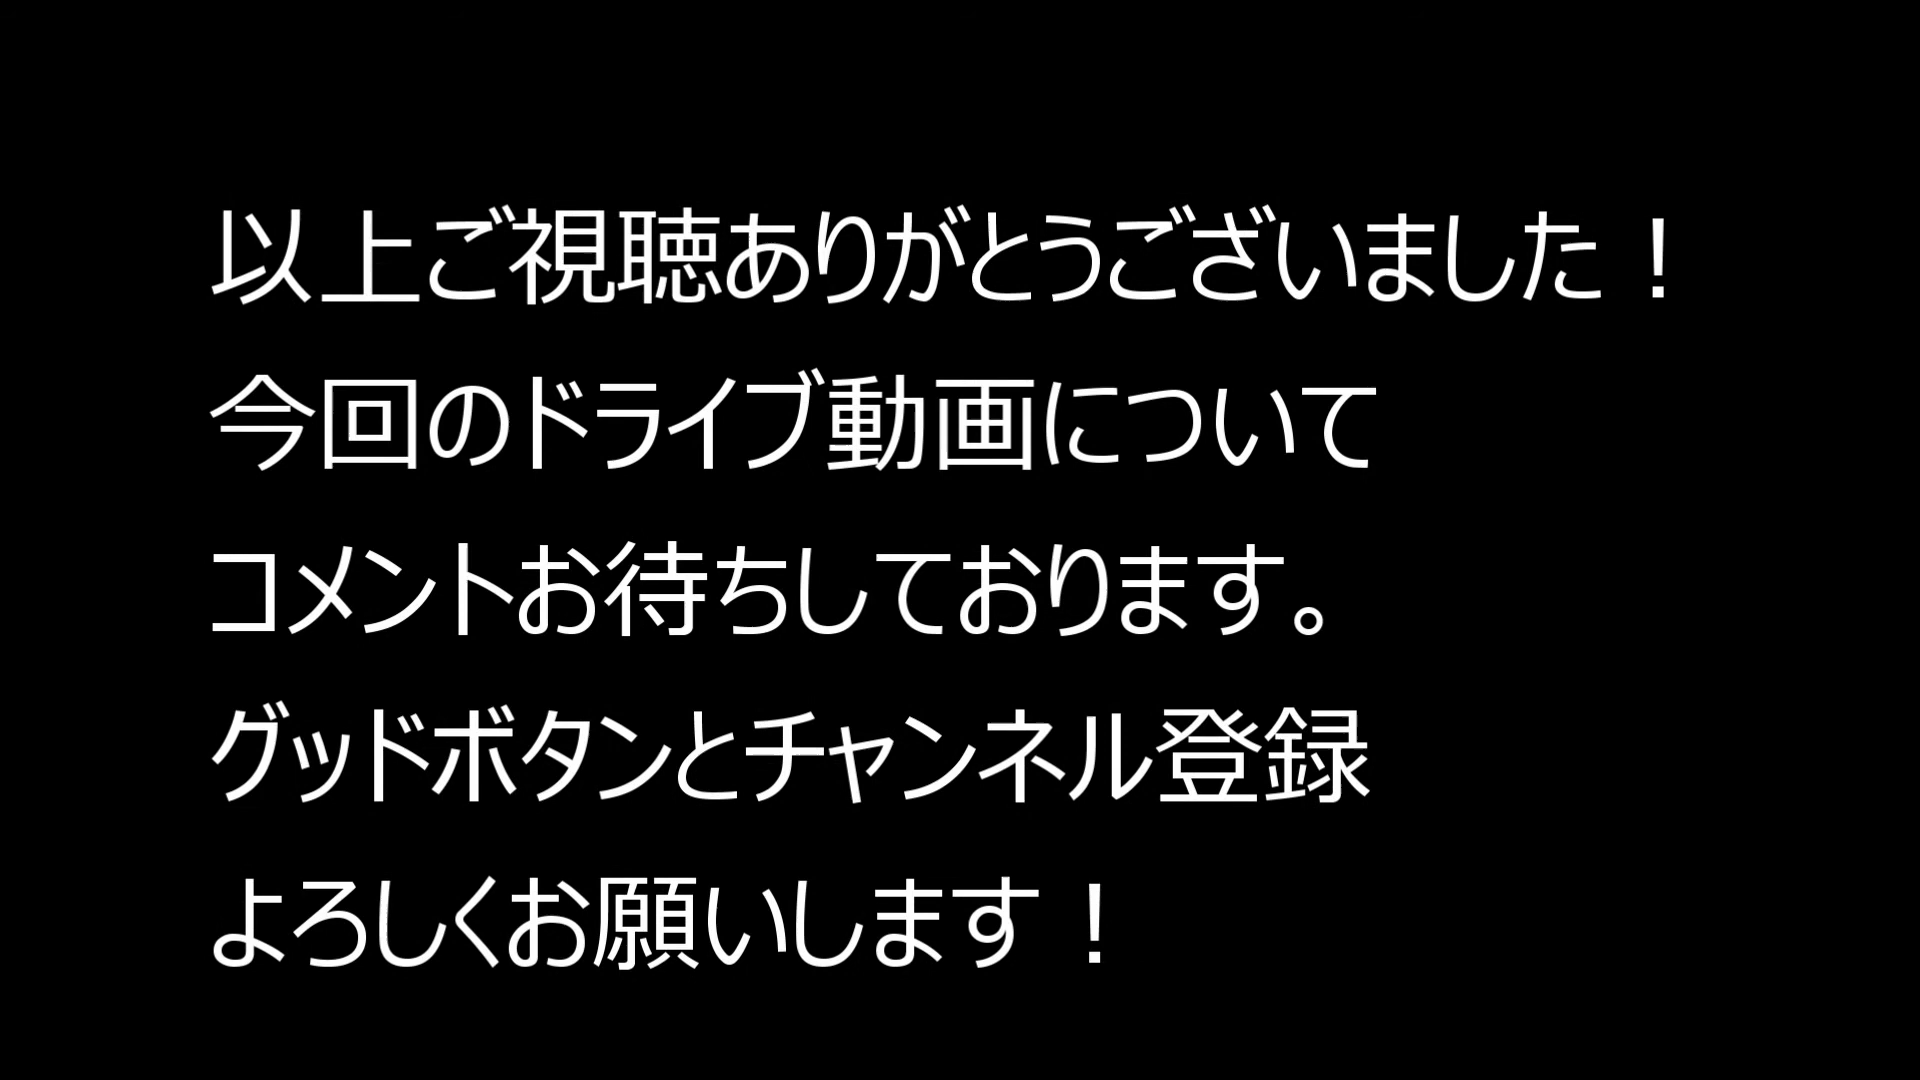 以上ご視聴ありがとうございました！
今回のドライブ動画について
コメントお待ちしております。
グッドボタンとチャンネル登録
よろしくお願いします！